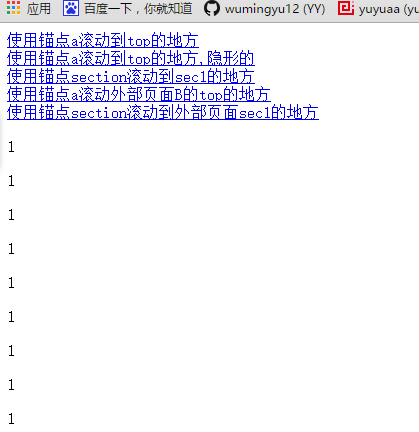 应用 百度一下，你就知道 wumingyu12 (YY) yuyuaa (yu
使用锚点a滚动到top的地方
使用锚点a滚动到top的地方,隐形的
使用锚点section滚动到sec1的地方
使用锚点a滚动外部页面B的top的地方
使用锚点section滚动到外部页面sec1的地方
1
1
1
1
1
1
1
1
1